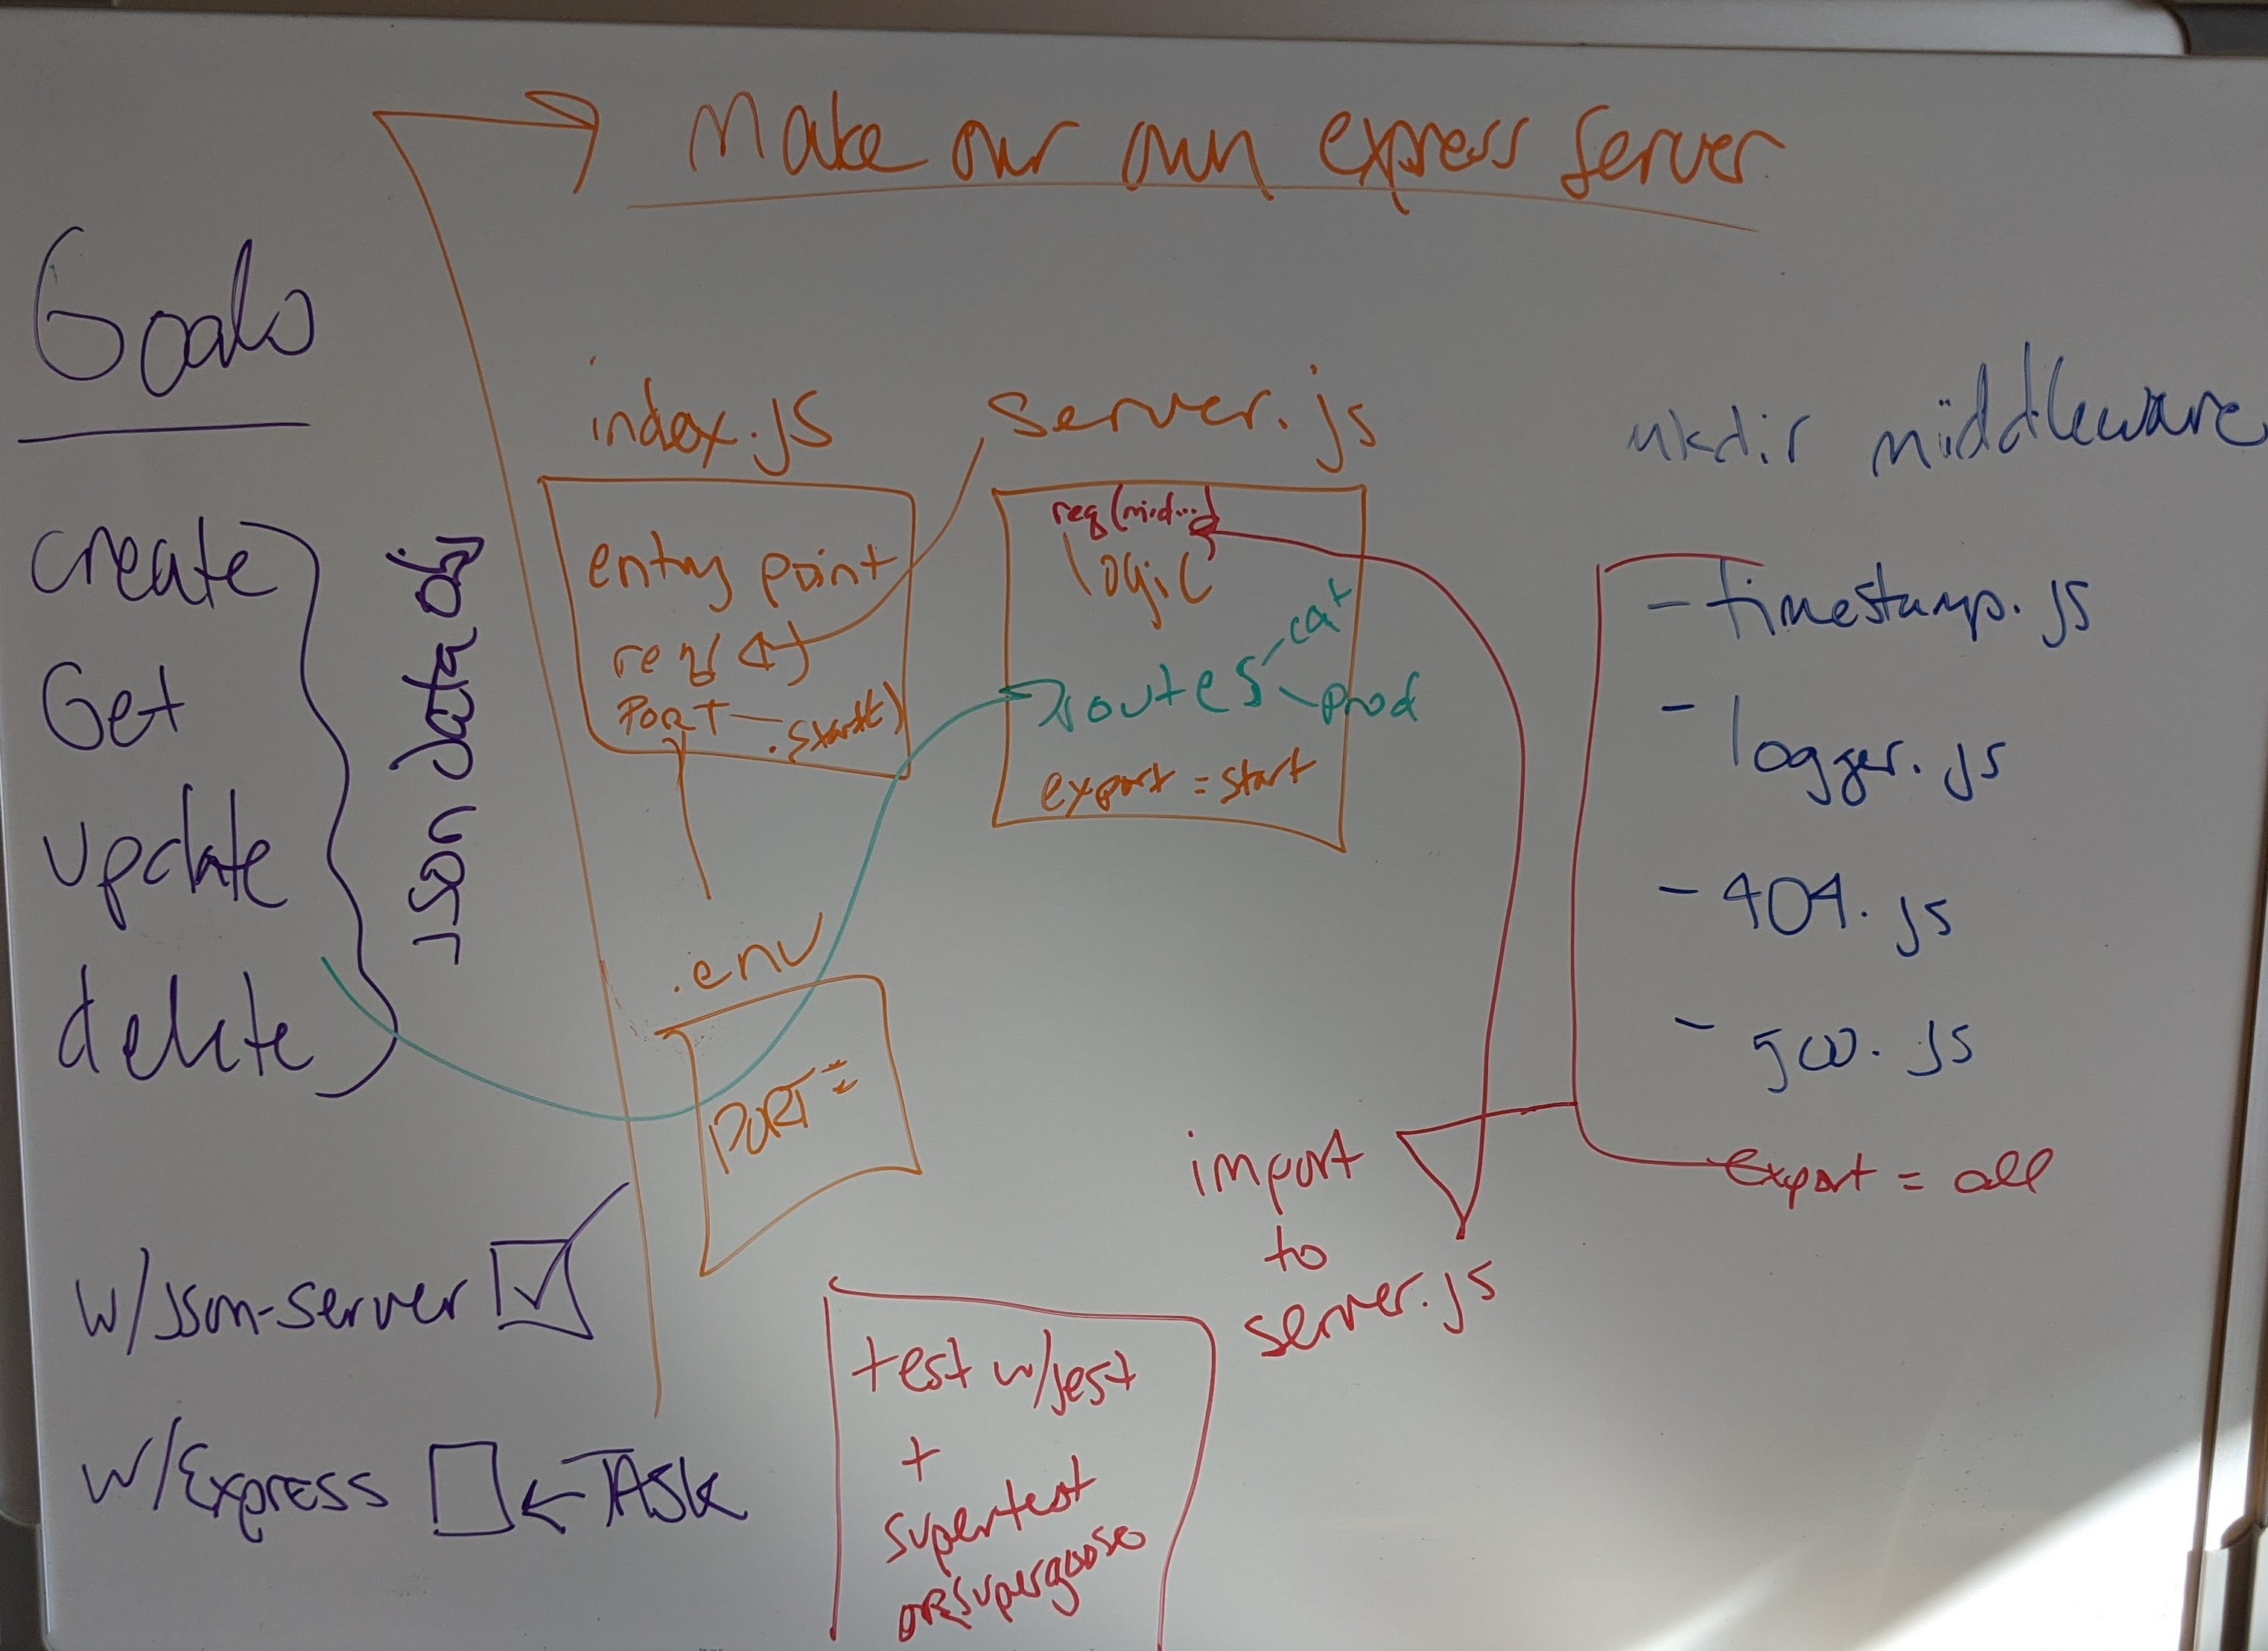 Make our own express server
Goals
create
Get
update
delete
Json Data Obj
w/json-server
w/Express
← TASK
index.js
entry point
req
PORT — .start()
.env
PORT =
server.js
req(mid...)
logic
routes
cat
prod
export = start
mkdir middleware
- timestamp.js
- logger.js
- 404.js
- 500.js
export = all
import
to
server.js
test w/jest
+
supertest
or supergoose